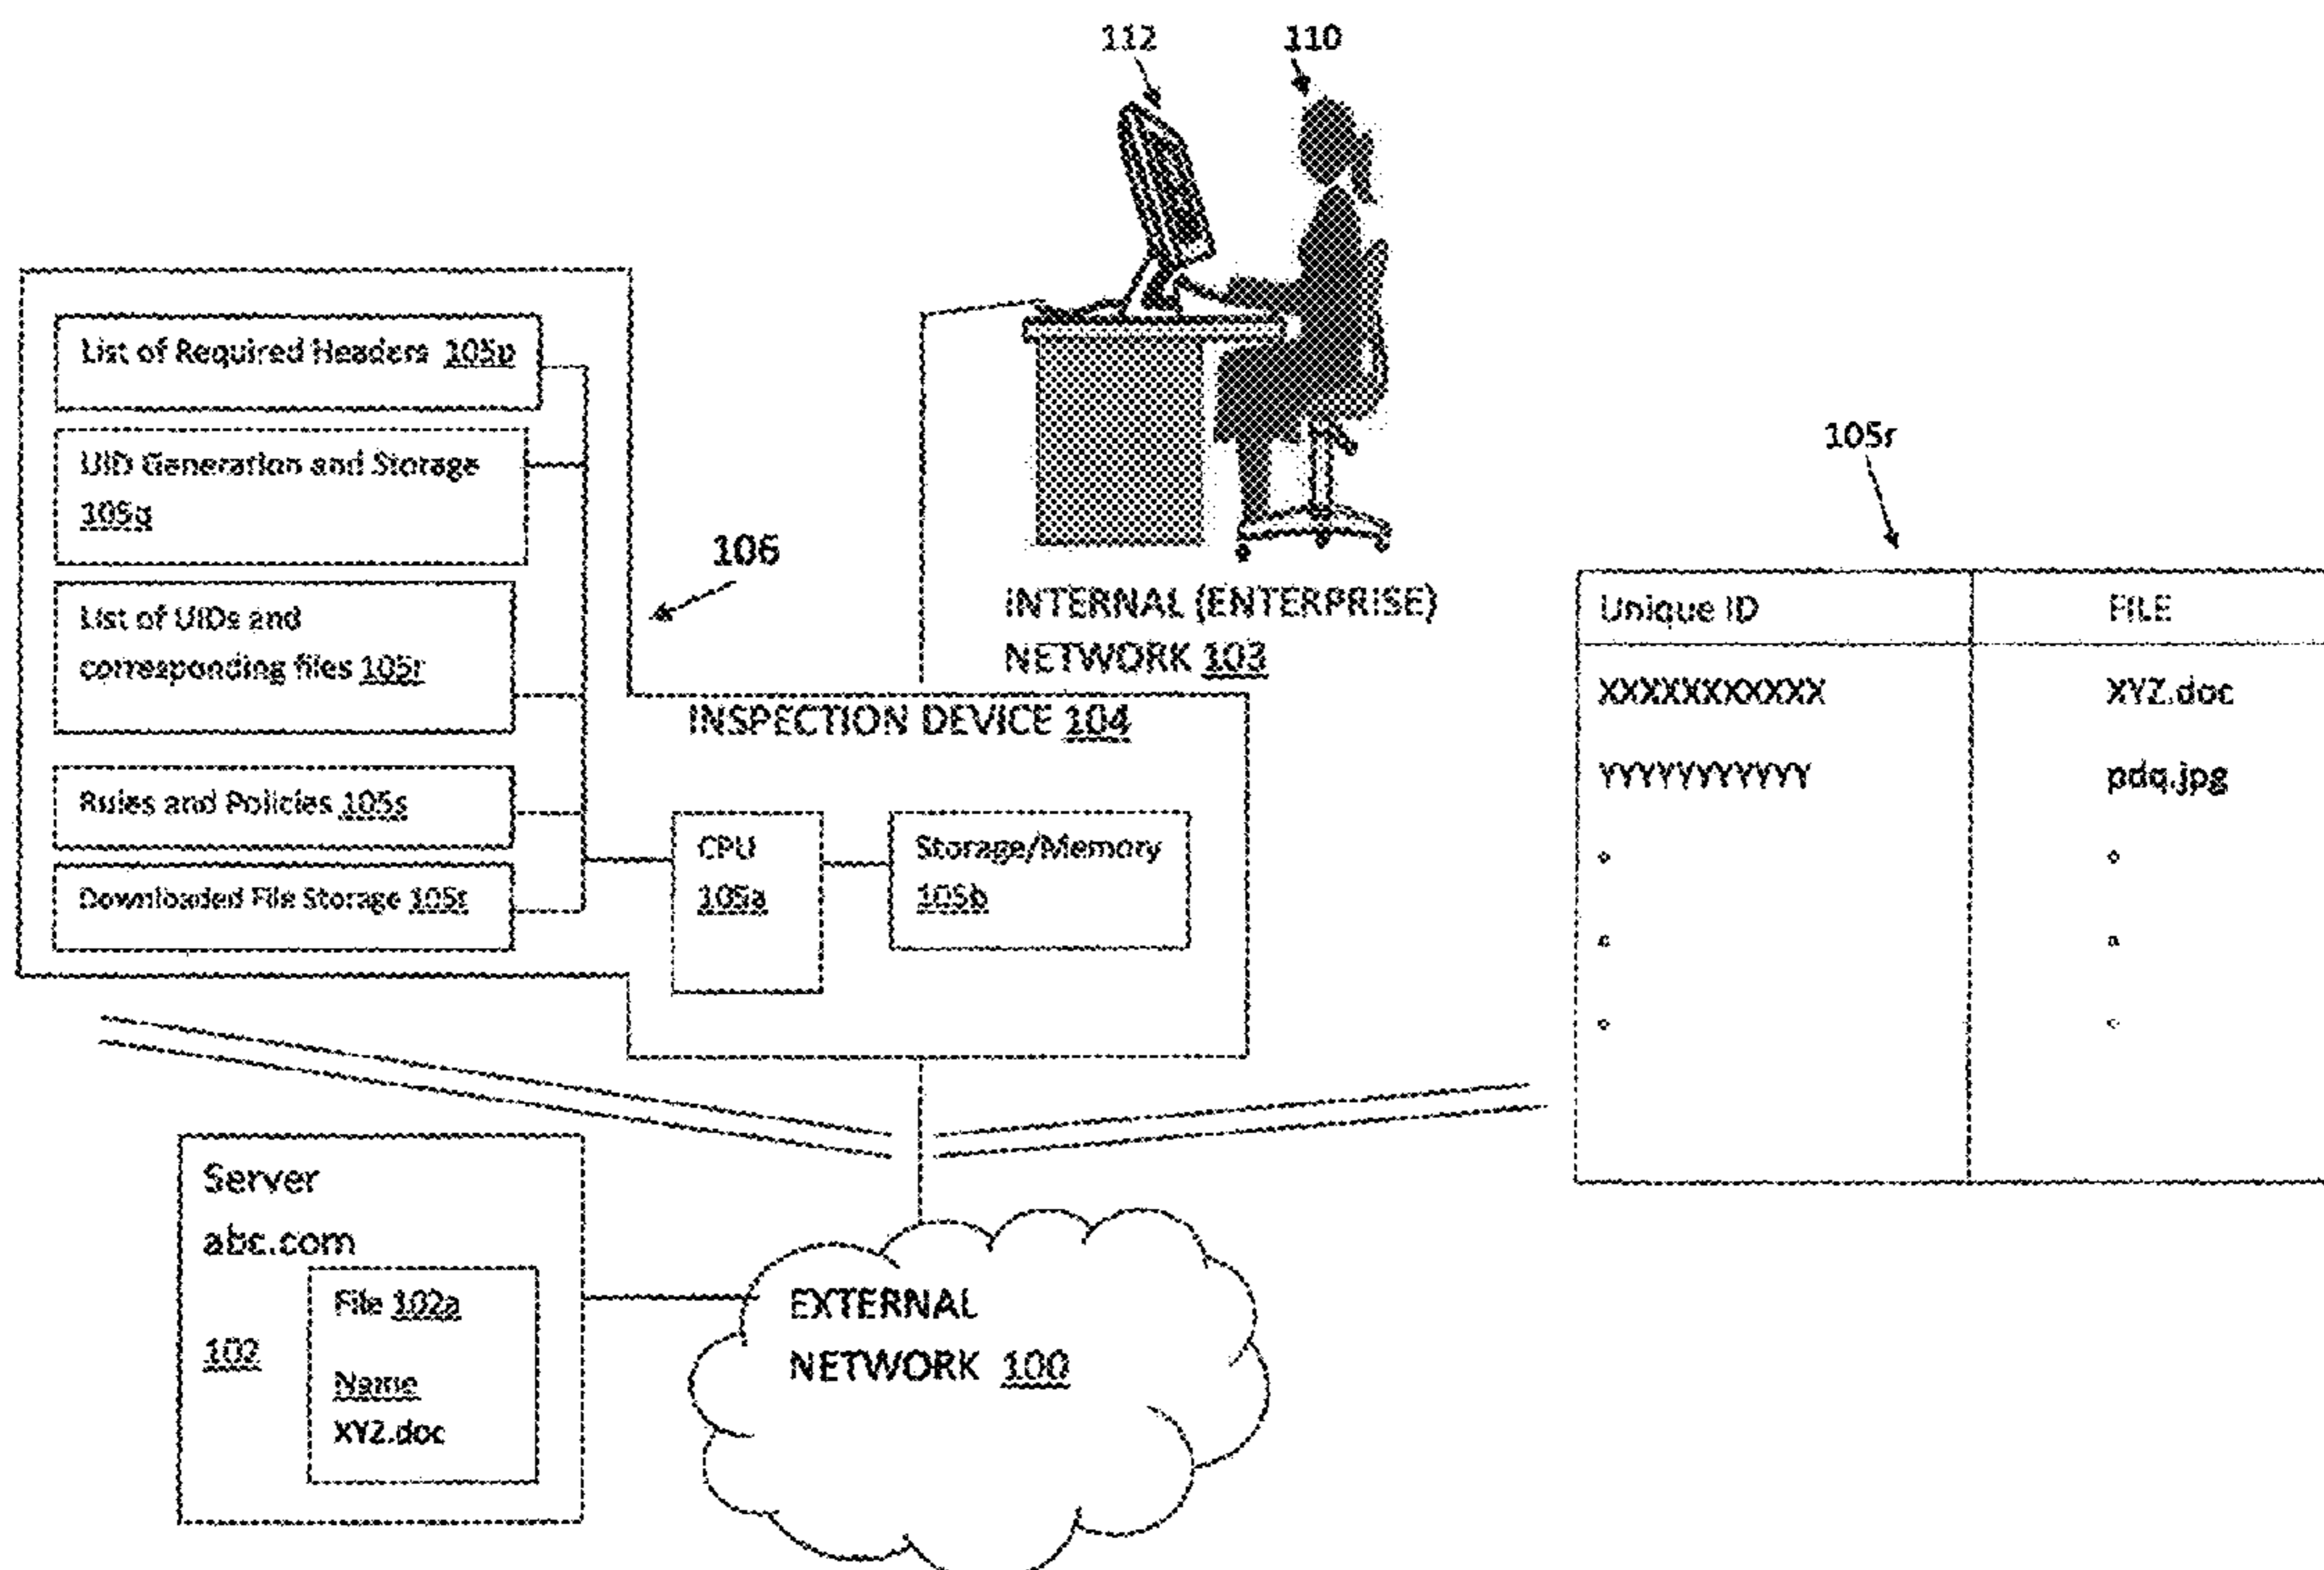 112
110
List of Required Headers 105p
UID Generation and Storage
105q
List of UIDs and
corresponding files 105r
Rules and Policies 105s
Downloaded File Storage 105t
106
INTERNAL (ENTERPRISE)
NETWORK 103
INSPECTION DEVICE 104
CPU
105a
Storage/Memory
105b
105r
Unique ID FILE
XXXXXXXXXXX XYZ.doc
YYYYYYYYYYY pdq.jpg
Server
abc.com
102
File 102a
Name
XYZ.doc
EXTERNAL
NETWORK 100